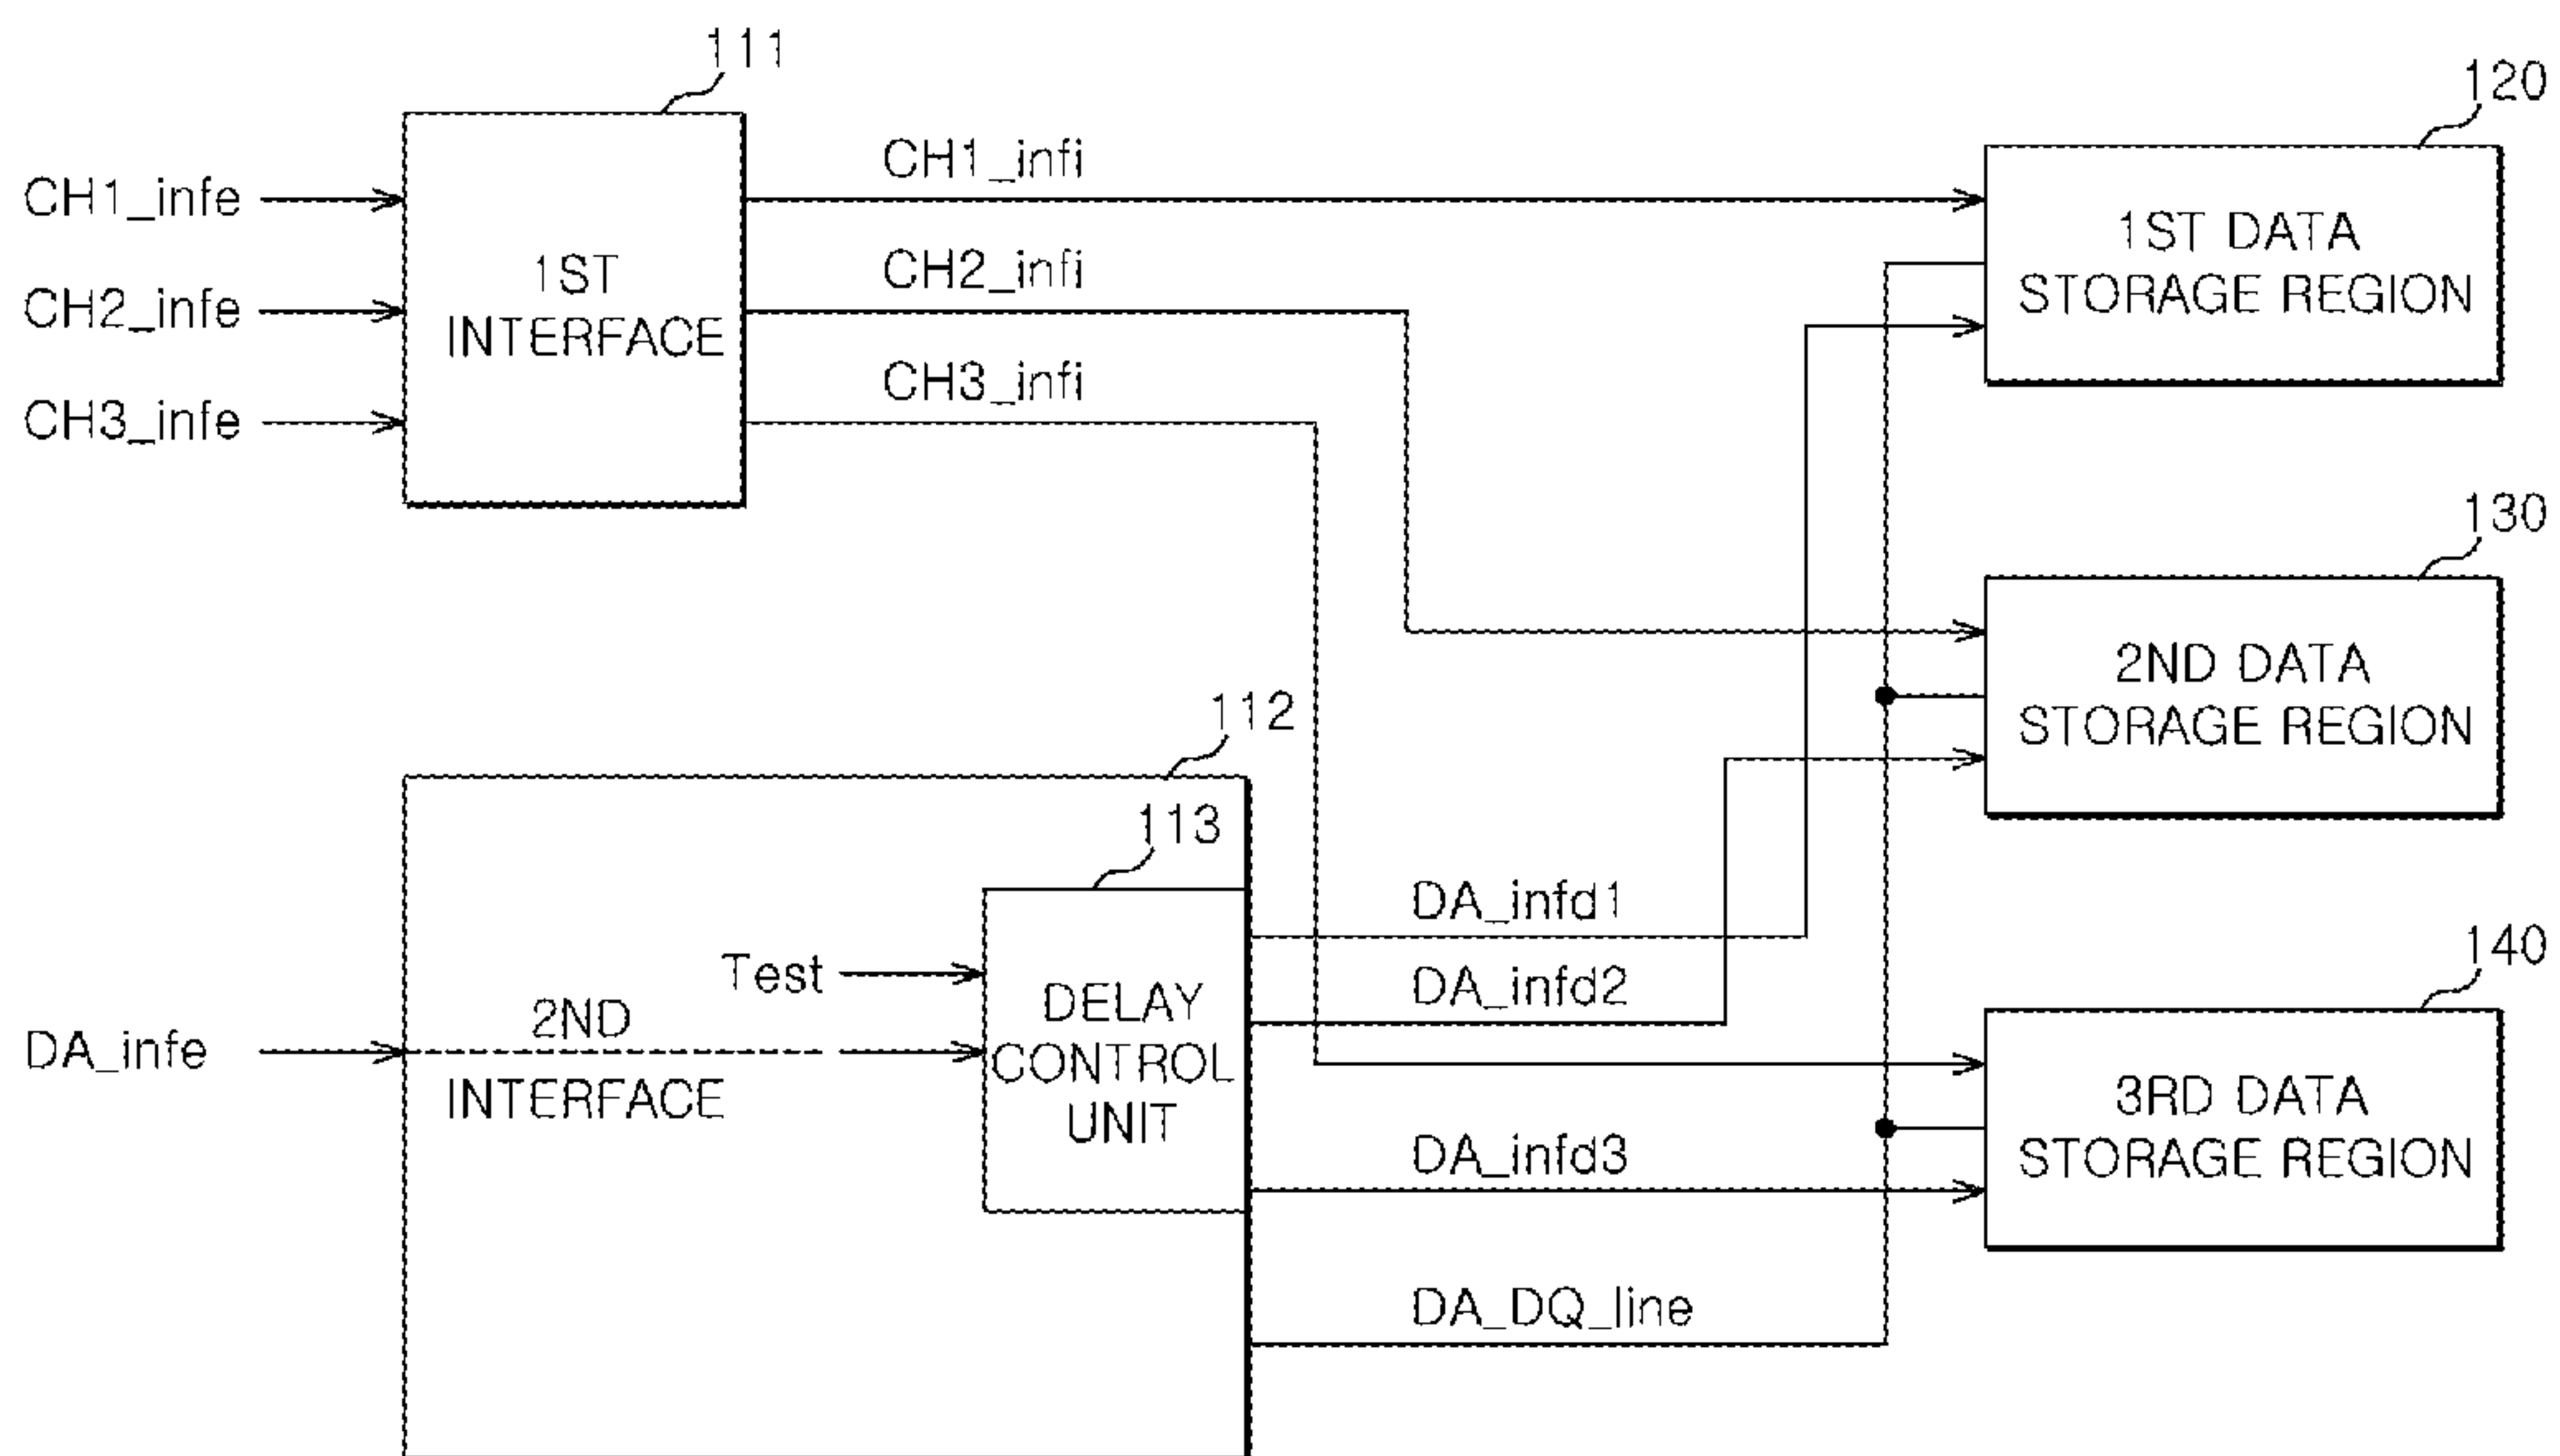 111
120
CH1_infe
CH1_infi
1ST DATA
STORAGE REGION
CH2_infe
1ST
INTERFACE
CH2_infi
CH3_infe
CH3_infi
130
2ND DATA
STORAGE REGION
112
113
DA_infd1
140
Test
DELAY
CONTROL
UNIT
DA_infd2
DA_infe
2ND
INTERFACE
3RD DATA
STORAGE REGION
DA_infd3
DA_DQ_line